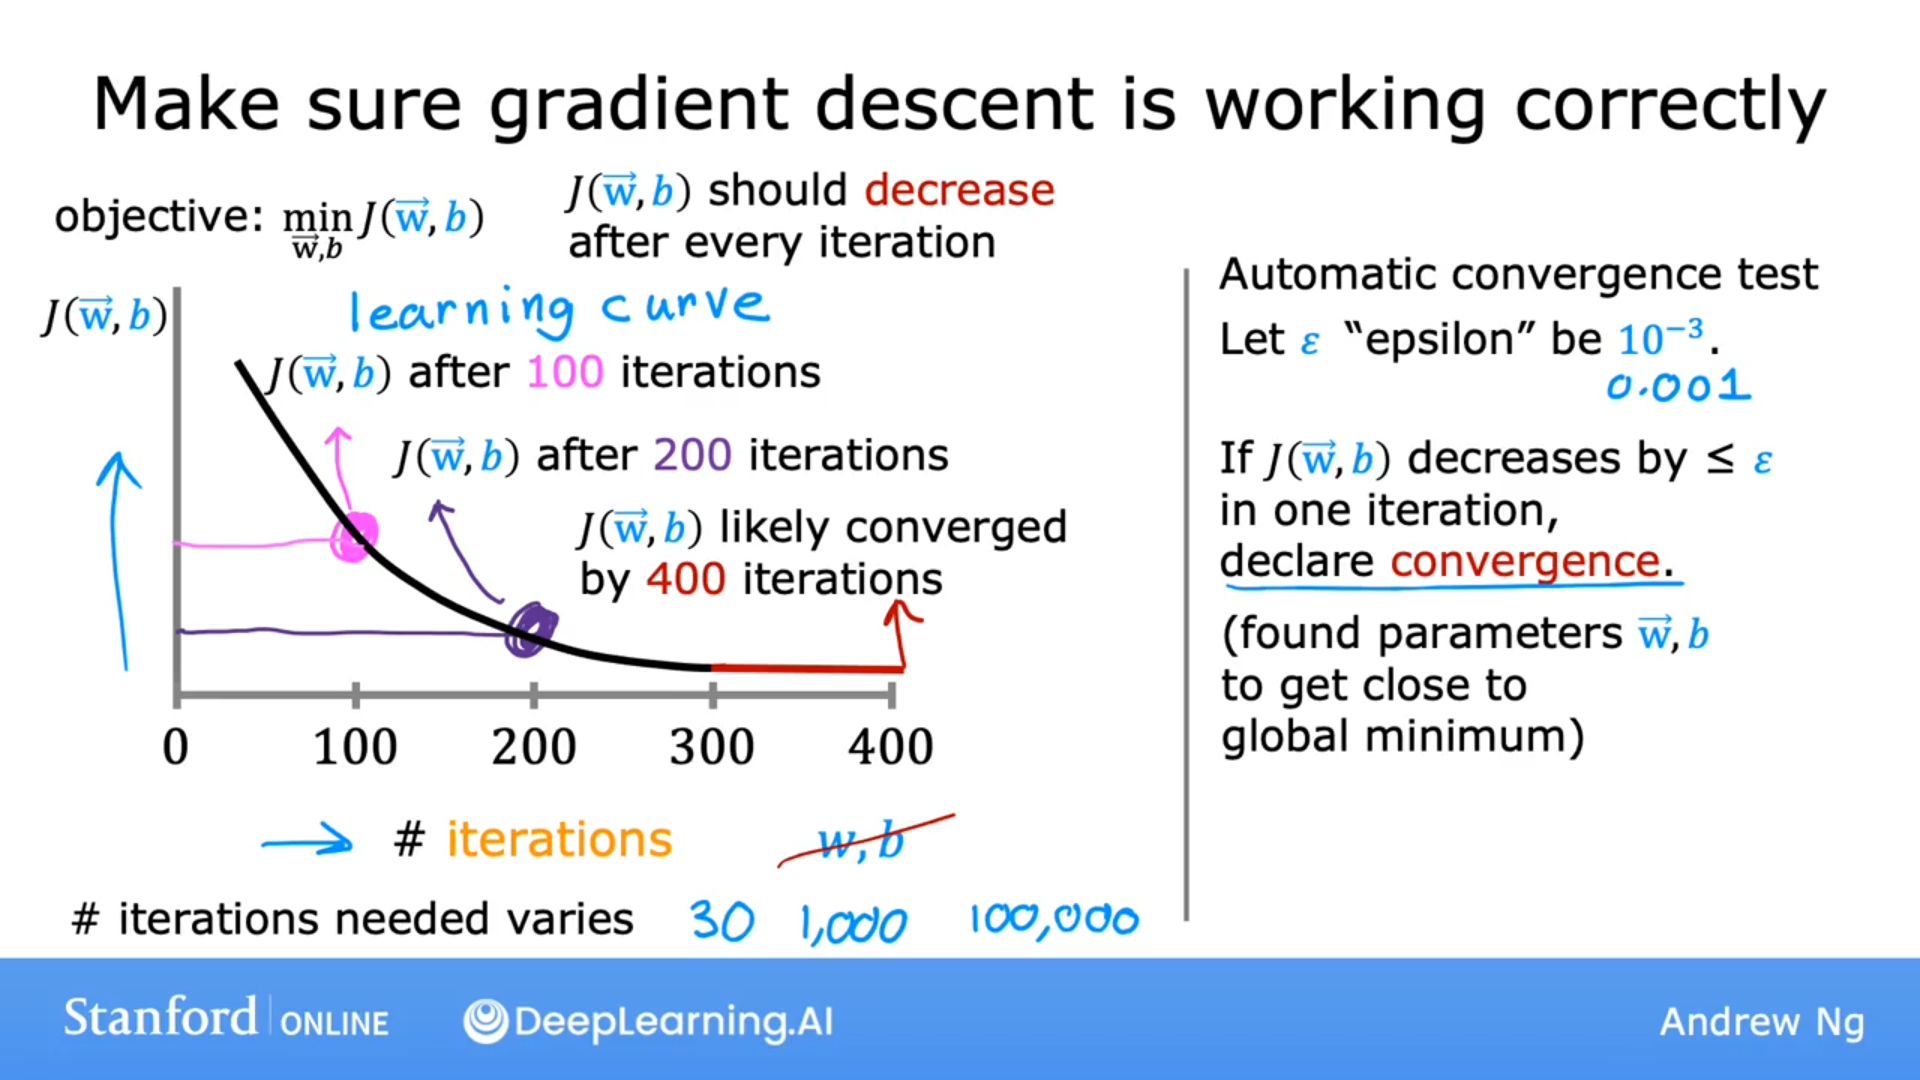 Make sure gradient descent is working correctly
objective: min J(w⃗, b)
w⃗,b
J(w⃗, b) should decrease
after every iteration
J(w⃗, b)
learning curve
J(w⃗, b) after 100 iterations
J(w⃗, b) after 200 iterations
J(w⃗, b) likely converged
by 400 iterations
0 100 200 300 400
# iterations
w, b
# iterations needed varies 30 1,000 100,000
Automatic convergence test
Let ε “epsilon” be 10⁻³.
0.001
If J(w⃗, b) decreases by ≤ ε
in one iteration,
declare convergence.
(found parameters w⃗, b
to get close to
global minimum)
Stanford ONLINE DeepLearning.AI Andrew Ng